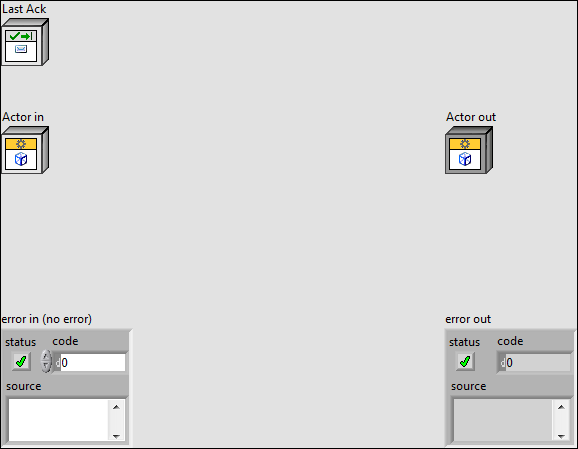 Last Ack
Actor in
Actor out
error in (no error)
status code
d 0
source
error out
status code
d 0
source